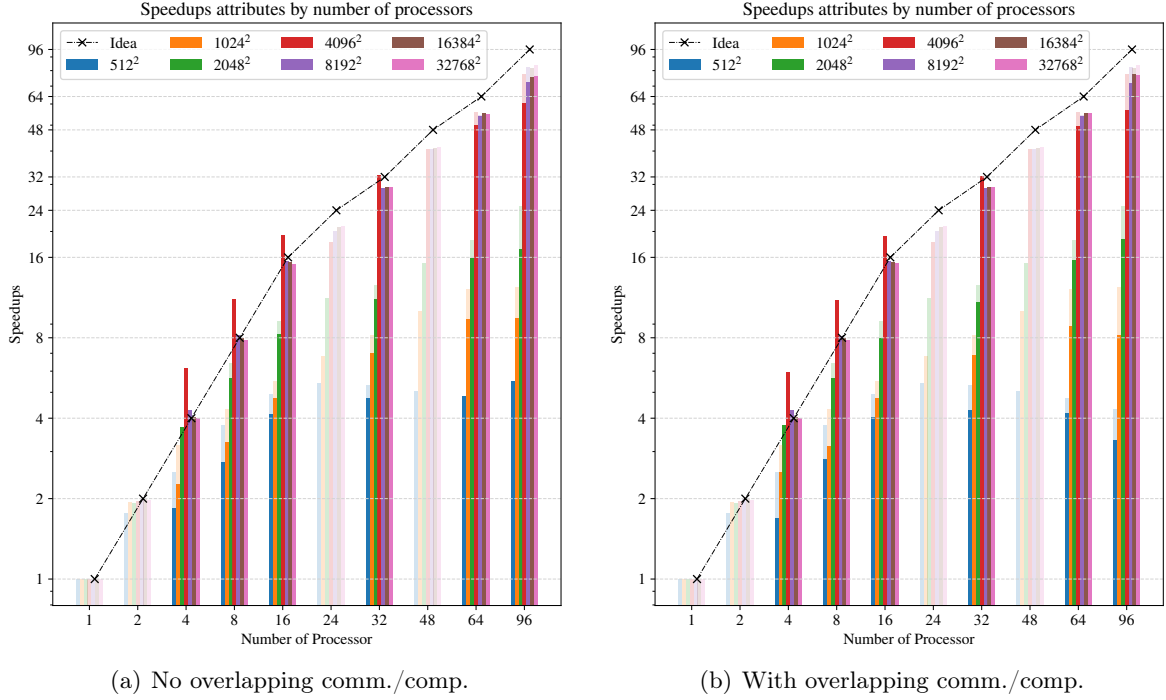 Speedups attributes by number of processors
Idea
512²
1024²
2048²
4096²
8192²
16384²
32768²
96
64
48
32
24
16
8
4
2
1
Speedups
1 2 4 8 16 24 32 48 64 96
Number of Processor
(a) No overlapping comm./comp.
Speedups attributes by number of processors
Idea
512²
1024²
2048²
4096²
8192²
16384²
32768²
96
64
48
32
24
16
8
4
2
1
Speedups
1 2 4 8 16 24 32 48 64 96
Number of Processor
(b) With overlapping comm./comp.